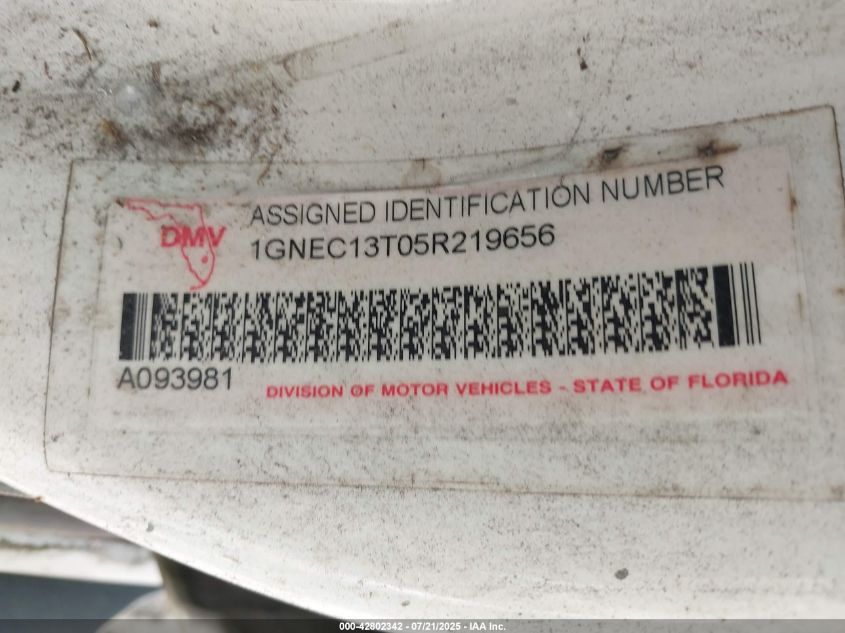 ASSIGNED IDENTIFICATION NUMBER
DMV
1GNEC13T05R219656
A093981
DIVISION OF MOTOR VEHICLES - STATE OF FLORIDA
000-42802342 - 07/21/2025 - IAA Inc.